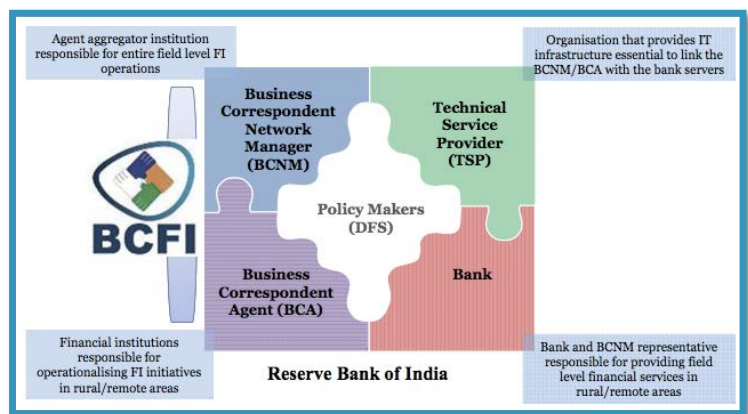 Agent aggregator institution
responsible for entire field level FI
operations
Organisation that provides IT
infrastructure essential to link the
BCNM/BCA with the bank servers
Business
Correspondent
Network
Manager
(BCNM)
Technical
Service
Provider
(TSP)
BCFI
Policy Makers
(DFS)
Business
Correspondent
Agent (BCA)
Bank
Financial institutions
responsible for
operationalising FI initiatives
in rural/remote areas
Reserve Bank of India
Bank and BCNM representative
responsible for providing field
level financial services in
rural/remote areas